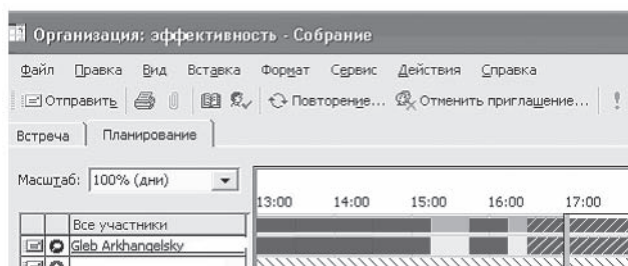 Организация: эффективность - Собрание
Файл Правка Вид Вставка Формат Сервис Действия Справка
Отправить Повторение... Отменить приглашение... !
Встреча Планирование
Масштаб: 100% (дни)
13:00 14:00 15:00 16:00 17:00
Все участники
Gleb Arkhangelsky